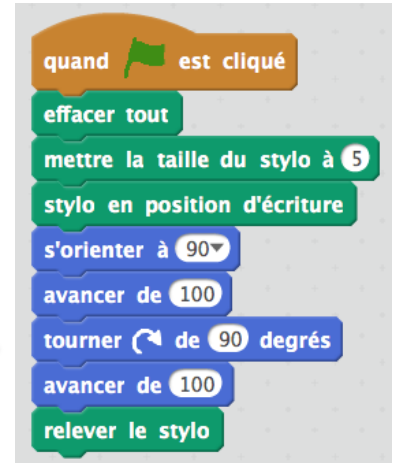 quand est cliqué
effacer tout
mettre la taille du stylo à 5
stylo en position d'écriture
s'orienter à 90
avancer de 100
tourner de 90 degrés
avancer de 100
relever le stylo